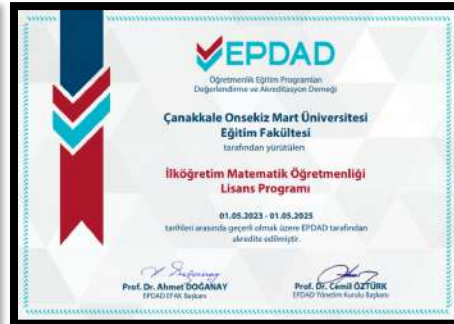 EPDAD
Öğretmenlik Eğitim Programları
Değerlendirme ve Akreditasyon Derneği
Çanakkale Onsekiz Mart Üniversitesi
Eğitim Fakültesi
tarafından yürütülen
İlköğretim Matematik Öğretmenliği
Lisans Programı
01.05.2023 - 01.05.2025
tarihleri arasında geçerli olmak üzere EPDAD tarafından
akredite edilmiştir.
Prof. Dr. Ahmet DOĞANAY
EPDAD EFAK Başkanı
Prof. Dr. Cemil ÖZTÜRK
EPDAD Yönetim Kurulu Başkanı